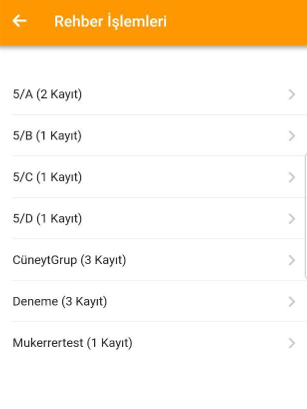 Rehber İşlemleri
5/A (2 Kayıt)
5/B (1 Kayıt)
5/C (1 Kayıt)
5/D (1 Kayıt)
CüneytGrup (3 Kayıt)
Deneme (3 Kayıt)
Mukerrertest (1 Kayıt)